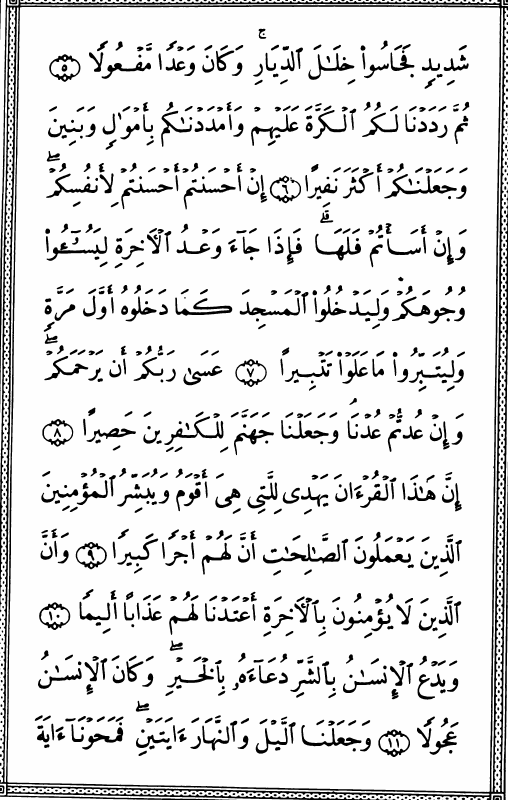 شَدِيدٍ فَجَاسُوا۟ خِلَـٰلَ ٱلدِّيَارِ ۚ وَكَانَ وَعْدًا مَّفْعُولًا ۝٥
ثُمَّ رَدَدْنَا لَكُمُ ٱلْكَرَّةَ عَلَيْهِمْ وَأَمْدَدْنَـٰكُم بِأَمْوَٰلٍ وَبَنِينَ
وَجَعَلْنَـٰكُمْ أَكْثَرَ نَفِيرًا ۝٦ إِنْ أَحْسَنتُمْ أَحْسَنتُمْ لِأَنفُسِكُمْ ۖ
وَإِنْ أَسَأْتُمْ فَلَهَا ۚ فَإِذَا جَآءَ وَعْدُ ٱلْـَٔاخِرَةِ لِيَسُـۥٓـُٔوا۟
وُجُوهَكُمْ وَلِيَدْخُلُوا۟ ٱلْمَسْجِدَ كَمَا دَخَلُوهُ أَوَّلَ مَرَّةٍ
وَلِيُتَبِّرُوا۟ مَا عَلَوْا۟ تَتْبِيرًا ۝٧ عَسَىٰ رَبُّكُمْ أَن يَرْحَمَكُمْ ۖ
وَإِنْ عُدتُّمْ عُدْنَا ۘ وَجَعَلْنَا جَهَنَّمَ لِلْكَـٰفِرِينَ حَصِيرًا ۝٨
إِنَّ هَـٰذَا ٱلْقُرْءَانَ يَهْدِى لِلَّتِى هِىَ أَقْوَمُ وَيُبَشِّرُ ٱلْمُؤْمِنِينَ
ٱلَّذِينَ يَعْمَلُونَ ٱلصَّـٰلِحَـٰتِ أَنَّ لَهُمْ أَجْرًا كَبِيرًا ۝٩ وَأَنَّ
ٱلَّذِينَ لَا يُؤْمِنُونَ بِٱلْـَٔاخِرَةِ أَعْتَدْنَا لَهُمْ عَذَابًا أَلِيمًا ۝١٠
وَيَدْعُ ٱلْإِنسَـٰنُ بِٱلشَّرِّ دُعَآءَهُۥ بِٱلْخَيْرِ ۖ وَكَانَ ٱلْإِنسَـٰنُ
عَجُولًا ۝١١ وَجَعَلْنَا ٱلَّيْلَ وَٱلنَّهَارَ ءَايَتَيْنِ ۖ فَمَحَوْنَآ ءَايَةَ